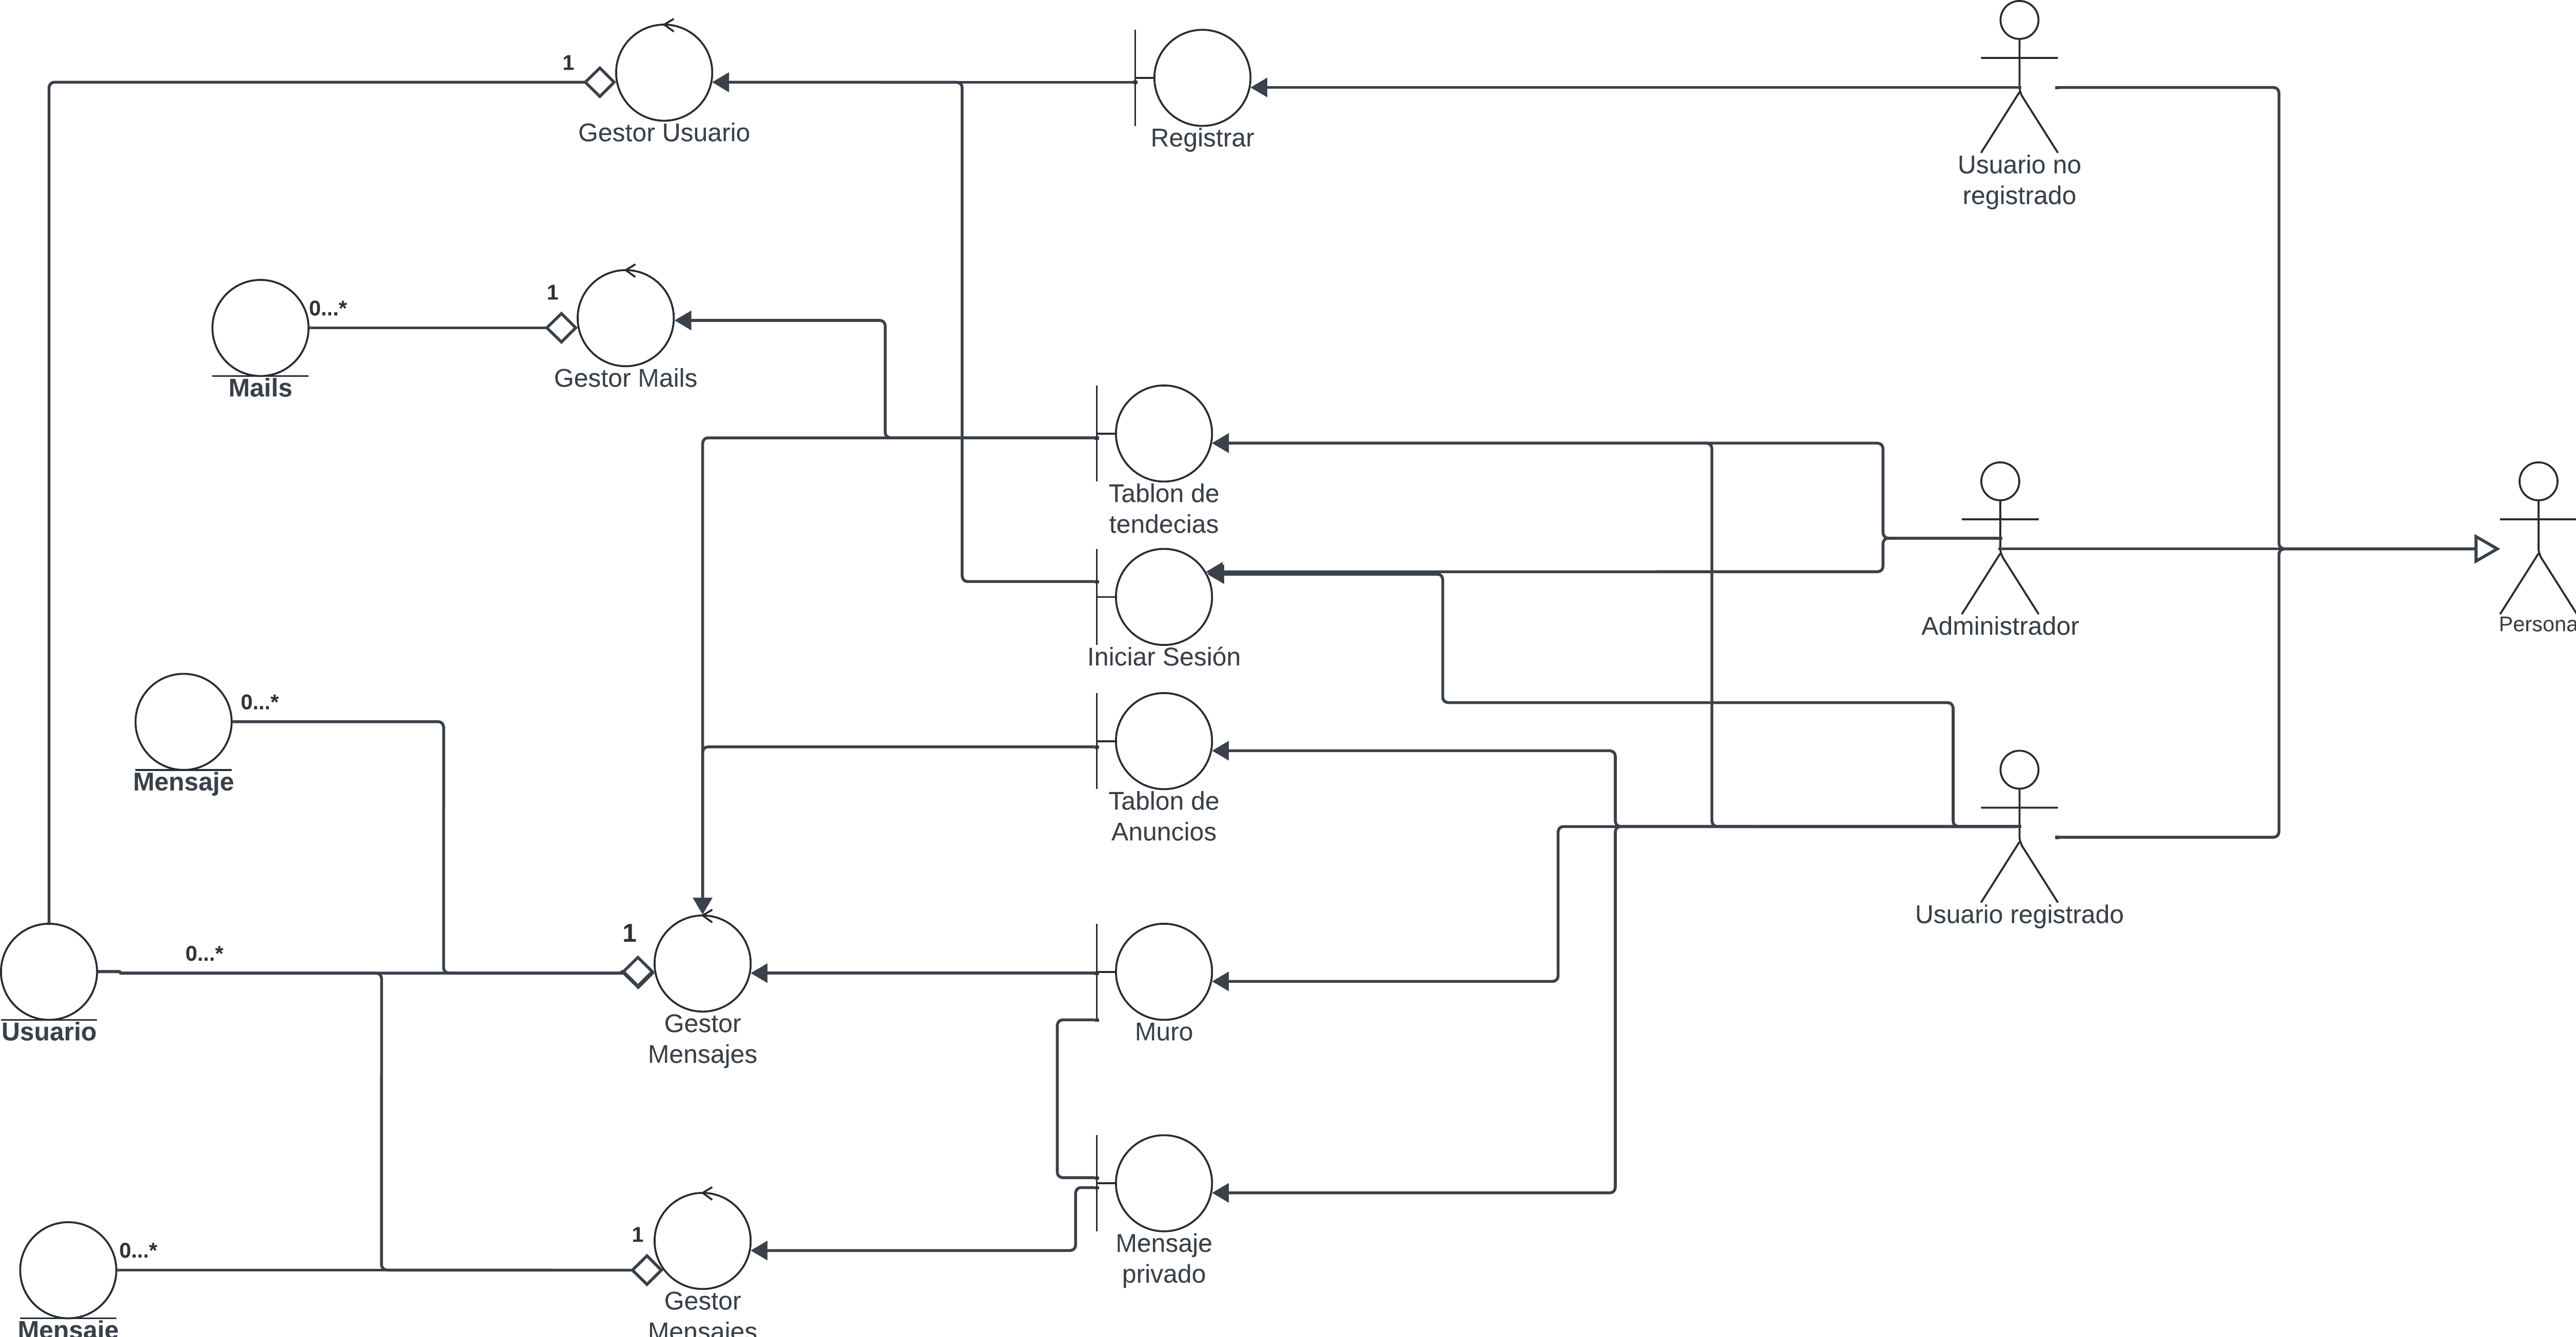 1
Gestor Usuario
Registrar
Usuario no
registrado
0...*
1
Mails
Gestor Mails
Tablon de
tendecias
Iniciar Sesión
Administrador
Persona
0...*
Mensaje
Tablon de
Anuncios
Usuario registrado
0...*
1
Usuario
Gestor
Mensajes
Muro
0...*
1
Mensaje
privado
Mensaje
Gestor
Mensajes